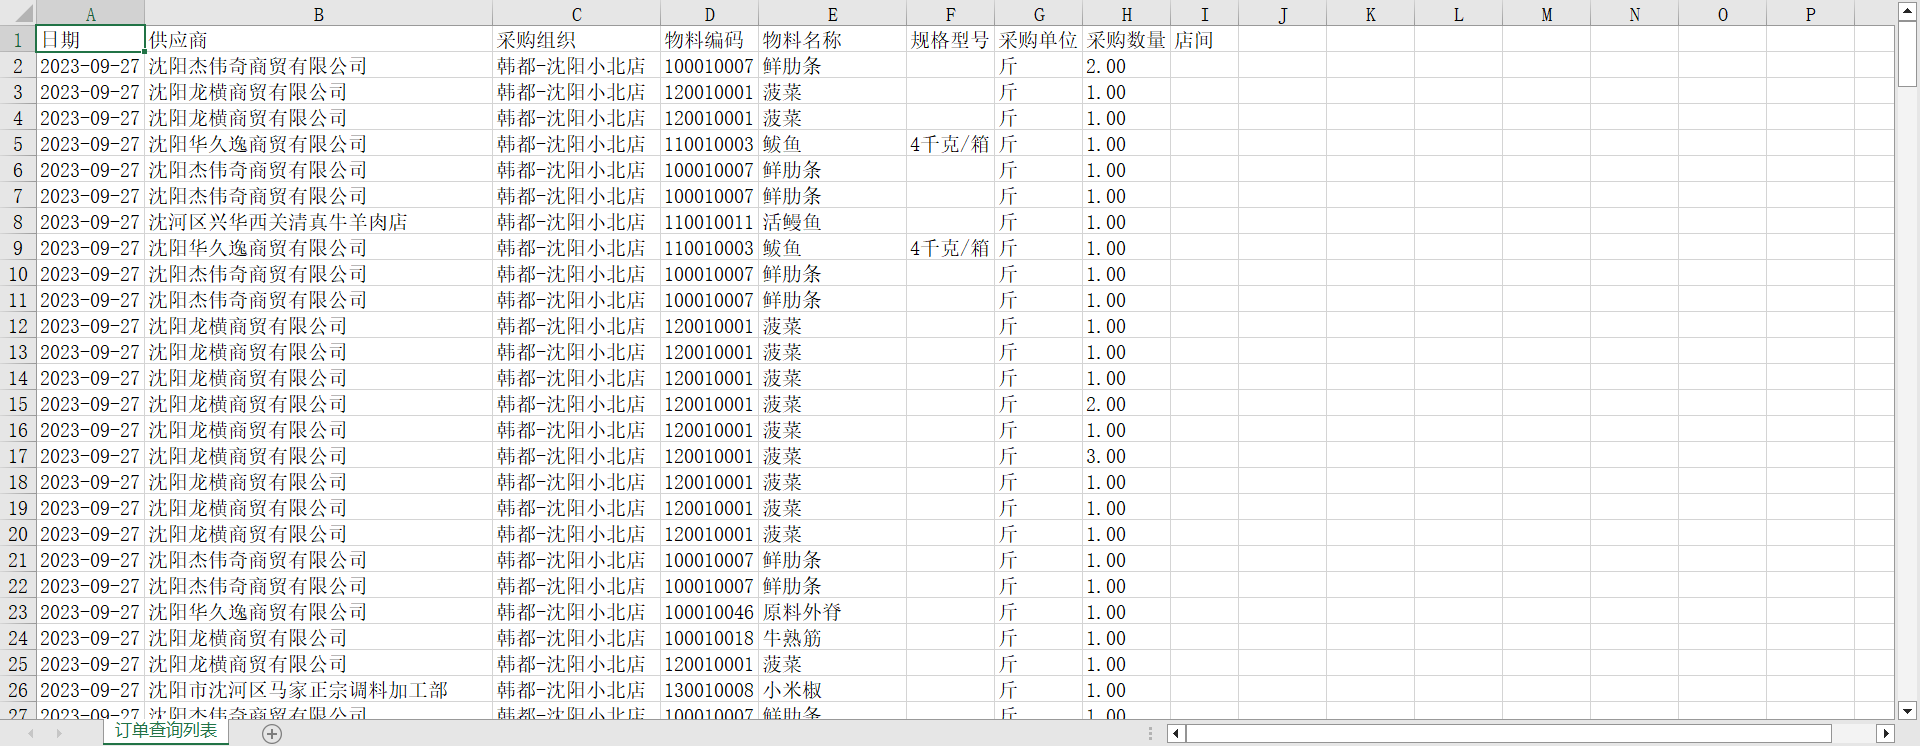 A B C D E F G H I J K L M N O P
1 日期 供应商 采购组织 物料编码 物料名称 规格型号 采购单位 采购数量 店间
2 2023-09-27 沈阳杰伟奇商贸有限公司 韩都-沈阳小北店 100010007 鲜肋条 斤 2.00
3 2023-09-27 沈阳龙横商贸有限公司 韩都-沈阳小北店 120010001 菠菜 斤 1.00
4 2023-09-27 沈阳龙横商贸有限公司 韩都-沈阳小北店 120010001 菠菜 斤 1.00
5 2023-09-27 沈阳华久逸商贸有限公司 韩都-沈阳小北店 110010003 鲅鱼 4千克/箱 斤 1.00
6 2023-09-27 沈阳杰伟奇商贸有限公司 韩都-沈阳小北店 100010007 鲜肋条 斤 1.00
7 2023-09-27 沈阳杰伟奇商贸有限公司 韩都-沈阳小北店 100010007 鲜肋条 斤 1.00
8 2023-09-27 沈河区兴华西关清真牛羊肉店 韩都-沈阳小北店 110010011 活鳗鱼 斤 1.00
9 2023-09-27 沈阳华久逸商贸有限公司 韩都-沈阳小北店 110010003 鲅鱼 4千克/箱 斤 1.00
10 2023-09-27 沈阳杰伟奇商贸有限公司 韩都-沈阳小北店 100010007 鲜肋条 斤 1.00
11 2023-09-27 沈阳杰伟奇商贸有限公司 韩都-沈阳小北店 100010007 鲜肋条 斤 1.00
12 2023-09-27 沈阳龙横商贸有限公司 韩都-沈阳小北店 120010001 菠菜 斤 1.00
13 2023-09-27 沈阳龙横商贸有限公司 韩都-沈阳小北店 120010001 菠菜 斤 1.00
14 2023-09-27 沈阳龙横商贸有限公司 韩都-沈阳小北店 120010001 菠菜 斤 1.00
15 2023-09-27 沈阳龙横商贸有限公司 韩都-沈阳小北店 120010001 菠菜 斤 2.00
16 2023-09-27 沈阳龙横商贸有限公司 韩都-沈阳小北店 120010001 菠菜 斤 1.00
17 2023-09-27 沈阳龙横商贸有限公司 韩都-沈阳小北店 120010001 菠菜 斤 3.00
18 2023-09-27 沈阳龙横商贸有限公司 韩都-沈阳小北店 120010001 菠菜 斤 1.00
19 2023-09-27 沈阳龙横商贸有限公司 韩都-沈阳小北店 120010001 菠菜 斤 1.00
20 2023-09-27 沈阳龙横商贸有限公司 韩都-沈阳小北店 120010001 菠菜 斤 1.00
21 2023-09-27 沈阳杰伟奇商贸有限公司 韩都-沈阳小北店 100010007 鲜肋条 斤 1.00
22 2023-09-27 沈阳杰伟奇商贸有限公司 韩都-沈阳小北店 100010007 鲜肋条 斤 1.00
23 2023-09-27 沈阳华久逸商贸有限公司 韩都-沈阳小北店 100010046 原料外脊 斤 1.00
24 2023-09-27 沈阳龙横商贸有限公司 韩都-沈阳小北店 100010018 牛熟筋 斤 1.00
25 2023-09-27 沈阳龙横商贸有限公司 韩都-沈阳小北店 120010001 菠菜 斤 1.00
26 2023-09-27 沈阳市沈河区马家正宗调料加工部 韩都-沈阳小北店 130010008 小米椒 斤 1.00
27 2023-09-27 沈阳杰伟奇商贸有限公司 韩都-沈阳小北店 100010007 鲜肋条 斤 1.00
订单查询列表